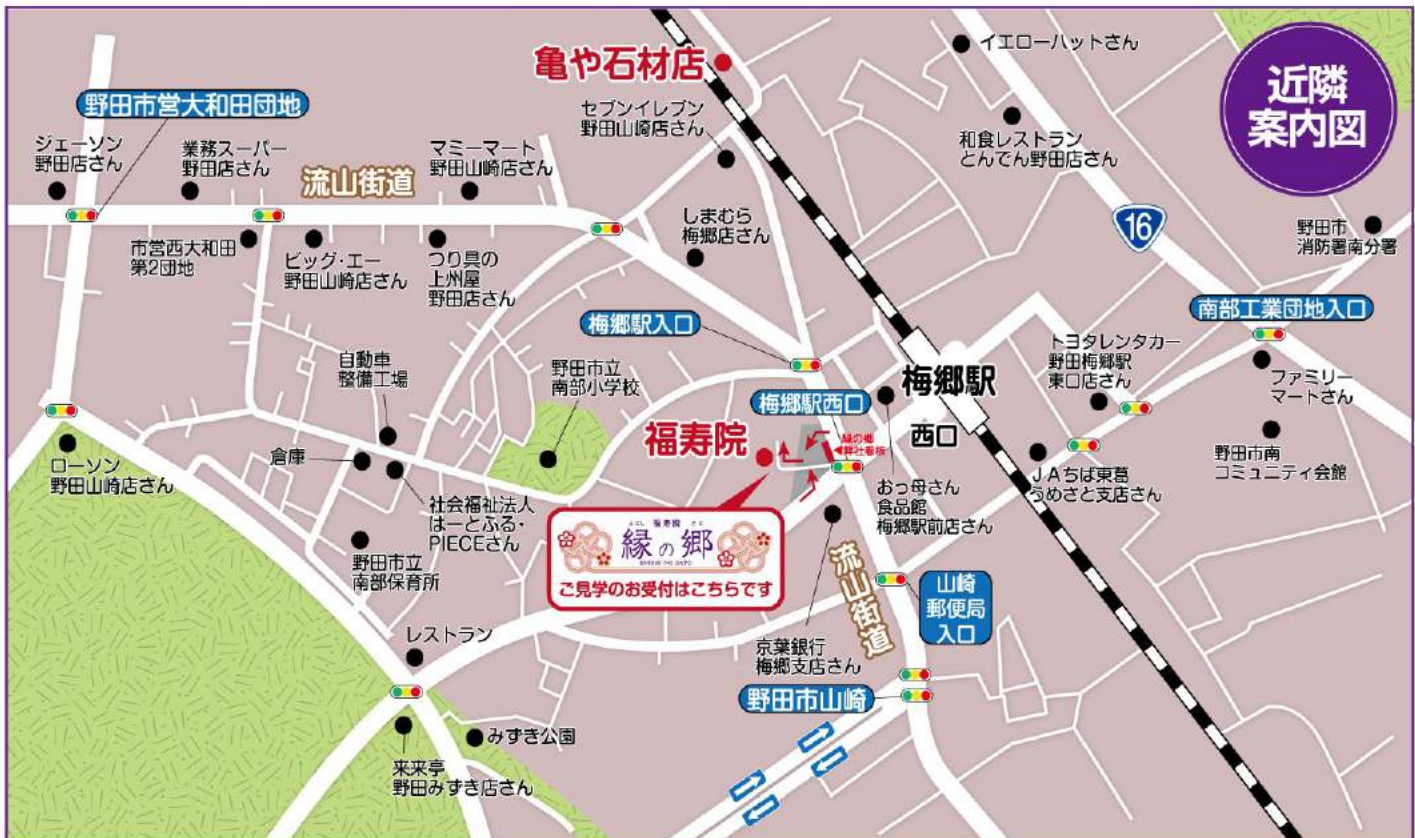 近隣
案内図
亀や石材店
イエローハットさん
野田市営大和田団地
セブンイレブン
野田山崎店さん
和食レストラン
とんでん野田店さん
ジェーソン
野田店さん
業務スーパー
野田店さん
流山街道
マミーマート
野田山崎店さん
しまむら
梅郷店さん
16
野田市
消防署南分署
市営西大和田
第2団地
ビッグ・エー
野田山崎店さん
つり具の
上州屋
野田店さん
南部工業団地入口
梅郷駅入口
自動車
整備工場
野田市立
南部小学校
トヨタレンタカー
野田梅郷駅
東口店さん
ファミリー
マートさん
梅郷駅
西口
梅郷駅西口
福寿院
縁の郷
弊社看板
倉庫
ローソン
野田山崎店さん
社会福祉法人
はーとふる・
PIECEさん
おっ母さん
食品館
梅郷駅前店さん
JAちば東葛
うめさと支店さん
野田市南
コミュニティ会館
野田市立
南部保育所
福寿院
縁の郷
ご見学のお受付はこちらです
流山街道
山崎
郵便局
入口
レストラン
京葉銀行
梅郷支店さん
野田市山崎
みずき公園
来来亭
野田みずき店さん